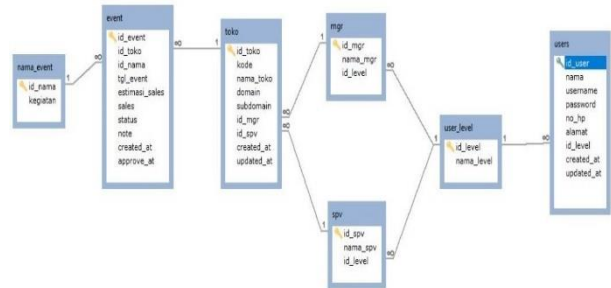 nama_event
id_nama
kegiatan
event
id_event
id_toko
id_nama
tgl_event
estimasi_sales
sales
status
note
created_at
approve_at
toko
id_toko
kode
nama_toko
domain
subdomain
id_mgr
id_spv
created_at
updated_at
mgr
id_mgr
nama_mgr
id_level
spv
id_spv
nama_spv
id_level
user_level
id_level
nama_level
users
id_user
nama
username
password
no_hp
alamat
id_level
created_at
updated_at
1
∞
∞
1
1
∞
∞
1
∞
1
1
∞
1
∞